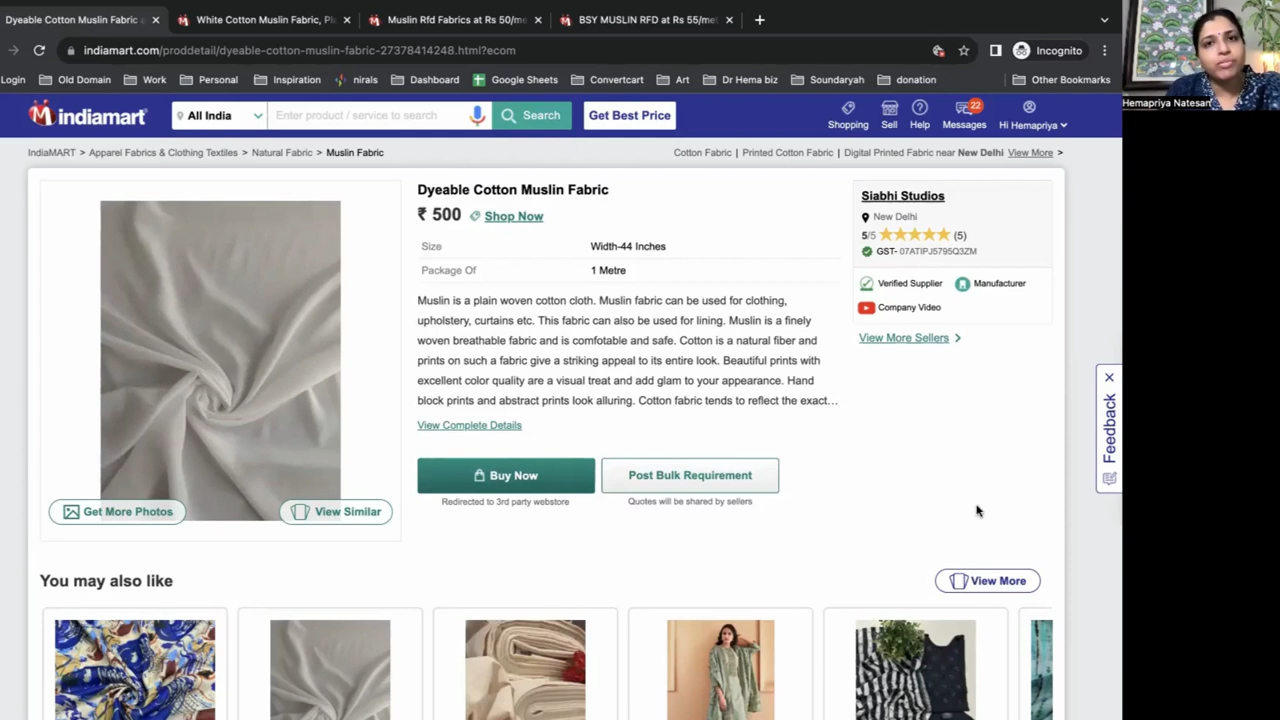 Dyeable Cotton Muslin Fabric a
White Cotton Muslin Fabric, Pl
Muslin Rfd Fabrics at Rs 50/me
BSY MUSLIN RFD at Rs 55/me
indiamart.com/proddetail/dyeable-cotton-muslin-fabric-27378414248.html?ecom
Incognito
Login
Old Domain
Work
Personal
Inspiration
nirals
Dashboard
Google Sheets
Convertcart
Art
Dr Hema biz
Soundaryah
donation
Other Bookmarks
Hemapriya Natesan
indiamart
All India
Enter product / service to search
Search
Get Best Price
Shopping
Sell
Help
22
Messages
Hi Hemapriya
IndiaMART > Apparel Fabrics & Clothing Textiles > Natural Fabric > Muslin Fabric
Cotton Fabric | Printed Cotton Fabric | Digital Printed Fabric near New Delhi View More >
Dyeable Cotton Muslin Fabric
₹ 500 Shop Now
Size Width-44 Inches
Package Of 1 Metre
Muslin is a plain woven cotton cloth. Muslin fabric can be used for clothing,
upholstery, curtains etc. This fabric can also be used for lining. Muslin is a finely
woven breathable fabric and is comfotable and safe. Cotton is a natural fiber and
prints on such a fabric give a striking appeal to its entire look. Beautiful prints with
excellent color quality are a visual treat and add glam to your appearance. Hand
block prints and abstract prints look alluring. Cotton fabric tends to reflect the exact...
View Complete Details
Buy Now
Redirected to 3rd party webstore
Post Bulk Requirement
Quotes will be shared by sellers
Siabhi Studios
New Delhi
5/5 (5)
GST- 07ATIPJ5795Q3ZM
Verified Supplier
Manufacturer
Company Video
View More Sellers
Feedback
Get More Photos
View Similar
You may also like
View More